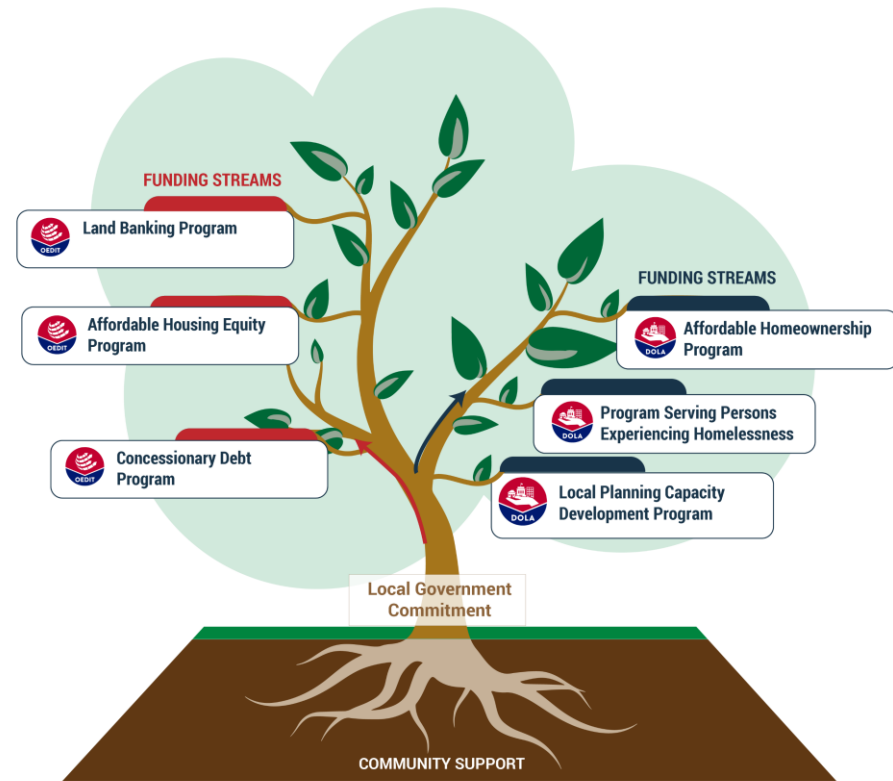 FUNDING STREAMS
OEDIT
Land Banking Program
OEDIT
Affordable Housing Equity
Program
OEDIT
Concessionary Debt
Program
FUNDING STREAMS
DOLA
Affordable Homeownership
Program
DOLA
Program Serving Persons
Experiencing Homelessness
DOLA
Local Planning Capacity
Development Program
Local Government
Commitment
COMMUNITY SUPPORT